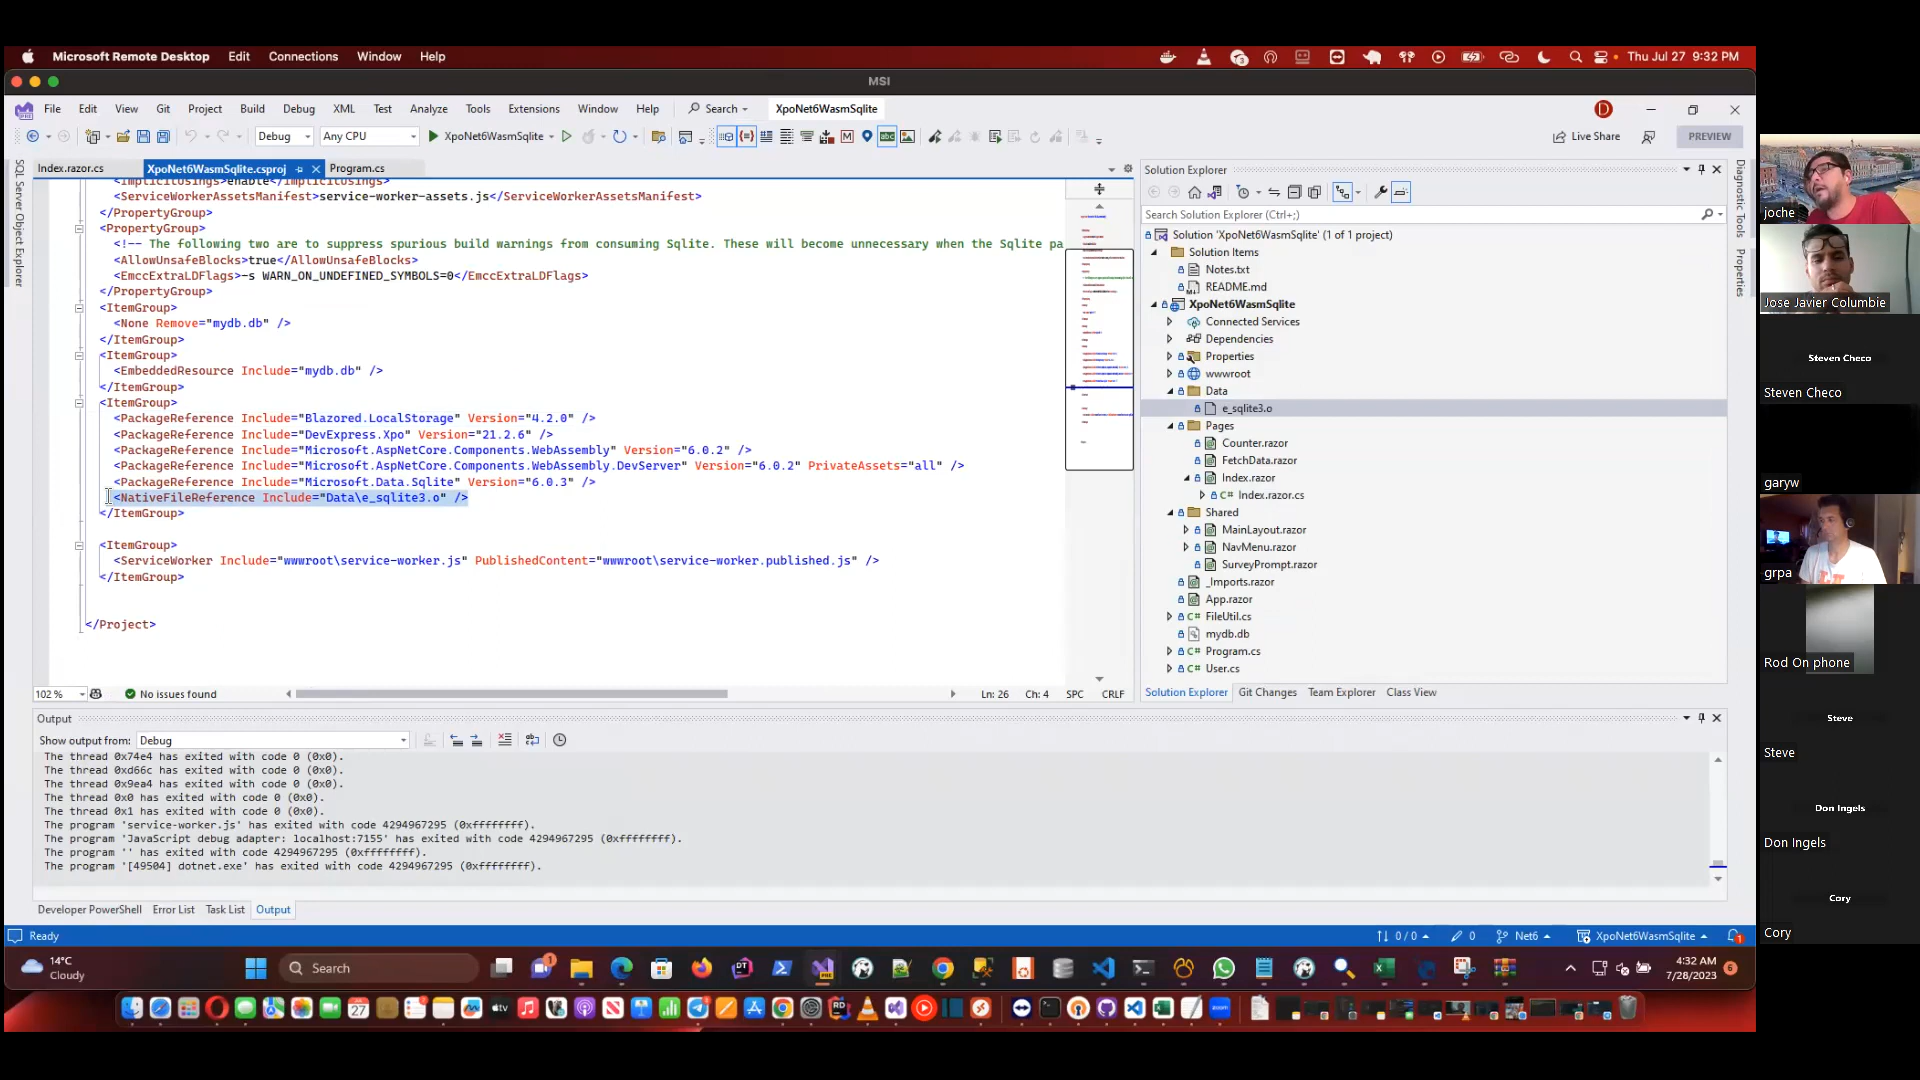 Microsoft Remote Desktop Edit Connections Window Help
Thu Jul 27 9:32 PM
MSI
File Edit View Git Project Build Debug XML Test Analyze Tools Extensions Window Help Search XpoNet6WasmSqlite
Debug Any CPU XpoNet6WasmSqlite Live Share PREVIEW
SQL Server Object Explorer
Index.razor.cs XpoNet6WasmSqlite.csproj Program.cs
<ImplicitUsings>enable</ImplicitUsings>
<ServiceWorkerAssetsManifest>service-worker-assets.js</ServiceWorkerAssetsManifest>
</PropertyGroup>
<PropertyGroup>
<!-- The following two are to suppress spurious build warnings from consuming Sqlite. These will become unnecessary when the Sqlite pa
<AllowUnsafeBlocks>true</AllowUnsafeBlocks>
<EmccExtraLDFlags>-s WARN_ON_UNDEFINED_SYMBOLS=0</EmccExtraLDFlags>
</PropertyGroup>
<ItemGroup>
<None Remove="mydb.db" />
</ItemGroup>
<ItemGroup>
<EmbeddedResource Include="mydb.db" />
</ItemGroup>
<ItemGroup>
<PackageReference Include="Blazored.LocalStorage" Version="4.2.0" />
<PackageReference Include="DevExpress.Xpo" Version="21.2.6" />
<PackageReference Include="Microsoft.AspNetCore.Components.WebAssembly" Version="6.0.2" />
<PackageReference Include="Microsoft.AspNetCore.Components.WebAssembly.DevServer" Version="6.0.2" PrivateAssets="all" />
<PackageReference Include="Microsoft.Data.Sqlite" Version="6.0.3" />
<NativeFileReference Include="Data\e_sqlite3.o" />
</ItemGroup>
<ItemGroup>
<ServiceWorker Include="wwwroot\service-worker.js" PublishedContent="wwwroot\service-worker.published.js" />
</ItemGroup>
</Project>
102 % No issues found Ln: 26 Ch: 4 SPC CRLF
Solution Explorer
Search Solution Explorer (Ctrl+;)
Solution 'XpoNet6WasmSqlite' (1 of 1 project)
Solution Items
Notes.txt
README.md
XpoNet6WasmSqlite
Connected Services
Dependencies
Properties
wwwroot
Data
e_sqlite3.o
Pages
Counter.razor
FetchData.razor
Index.razor
C# Index.razor.cs
Shared
MainLayout.razor
NavMenu.razor
SurveyPrompt.razor
_Imports.razor
App.razor
C# FileUtil.cs
mydb.db
C# Program.cs
C# User.cs
Solution Explorer Git Changes Team Explorer Class View
Diagnostic Tools
Properties
Output
Show output from: Debug
The thread 0x74e4 has exited with code 0 (0x0).
The thread 0xd66c has exited with code 0 (0x0).
The thread 0x9ea4 has exited with code 0 (0x0).
The thread 0x0 has exited with code 0 (0x0).
The thread 0x1 has exited with code 0 (0x0).
The program 'service-worker.js' has exited with code 4294967295 (0xffffffff).
The program 'JavaScript debug adapter: localhost:7155' has exited with code 4294967295 (0xffffffff).
The program '' has exited with code 4294967295 (0xffffffff).
The program '[49504] dotnet.exe' has exited with code 4294967295 (0xffffffff).
Developer PowerShell Error List Task List Output
Ready 0 / 0 0 Net6 XpoNet6WasmSqlite 1
14°C
Cloudy
Search
4:32 AM
7/28/2023
6
joche
Jose Javier Columbie
Steven Checo
Steven Checo
garyw
grpa
Rod On phone
Steve
Steve
Don Ingels
Don Ingels
Cory
Cory